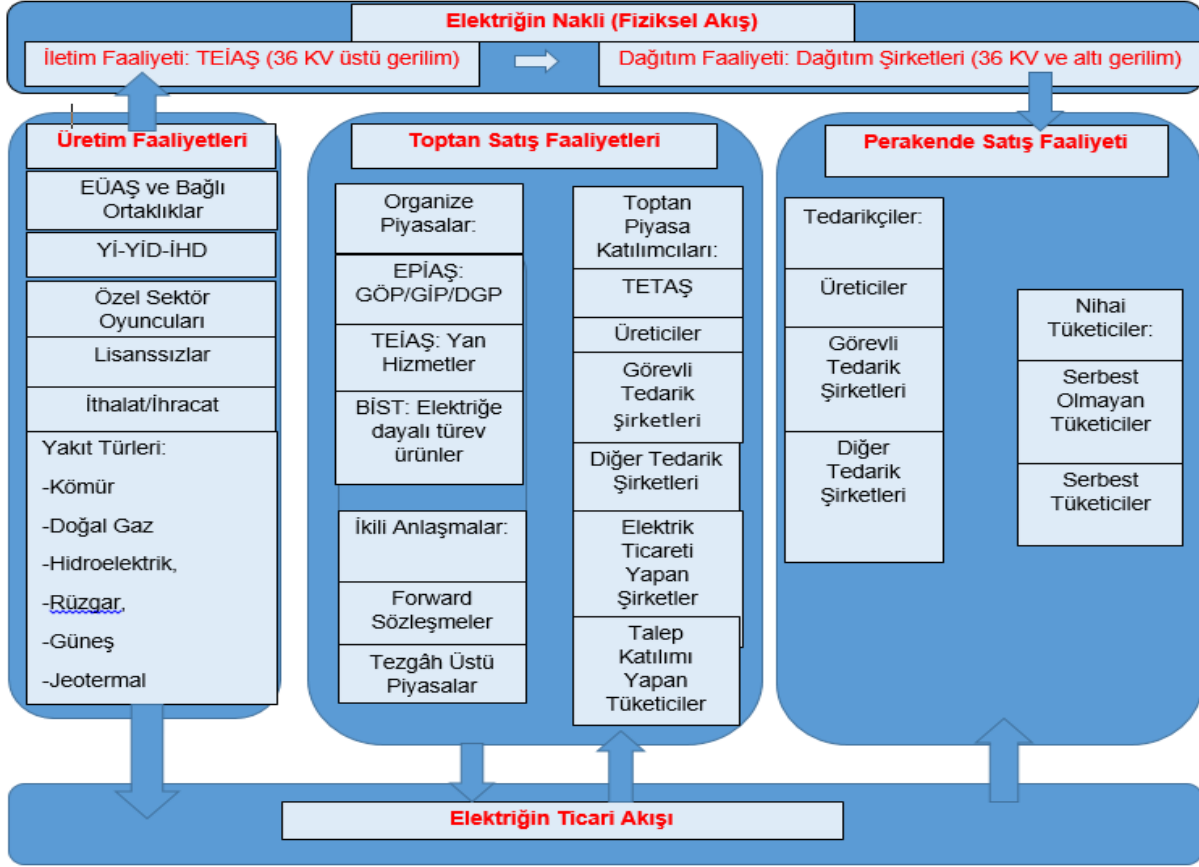 Elektriğin Nakli (Fiziksel Akış)
İletim Faaliyeti: TEİAŞ (36 KV üstü gerilim)
Dağıtım Faaliyeti: Dağıtım Şirketleri (36 KV ve altı gerilim)
Üretim Faaliyetleri
EÜAŞ ve Bağlı
Ortaklıklar
Yİ-YİD-İHD
Özel Sektör
Oyuncuları
Lisanssızlar
İthalat/İhracat
Yakıt Türleri:
-Kömür
-Doğal Gaz
-Hidroelektrik,
-Rüzgar,
-Güneş
-Jeotermal
Toptan Satış Faaliyetleri
Organize
Piyasalar:
EPİAŞ:
GÖP/GİP/DGP
TEİAŞ: Yan
Hizmetler
BİST: Elektriğe
dayalı türev
ürünler
İkili Anlaşmalar:
Forward
Sözleşmeler
Tezgâh Üstü
Piyasalar
Toptan
Piyasa
Katılımcıları:
TETAŞ
Üreticiler
Görevli
Tedarik
Şirketleri
Diğer Tedarik
Şirketleri
Elektrik
Ticareti
Yapan
Şirketler
Talep
Katılımı
Yapan
Tüketiciler
Perakende Satış Faaliyeti
Tedarikçiler:
Üreticiler
Görevli
Tedarik
Şirketleri
Diğer
Tedarik
Şirketleri
Nihai
Tüketiciler:
Serbest
Olmayan
Tüketiciler
Serbest
Tüketiciler
Elektriğin Ticari Akışı